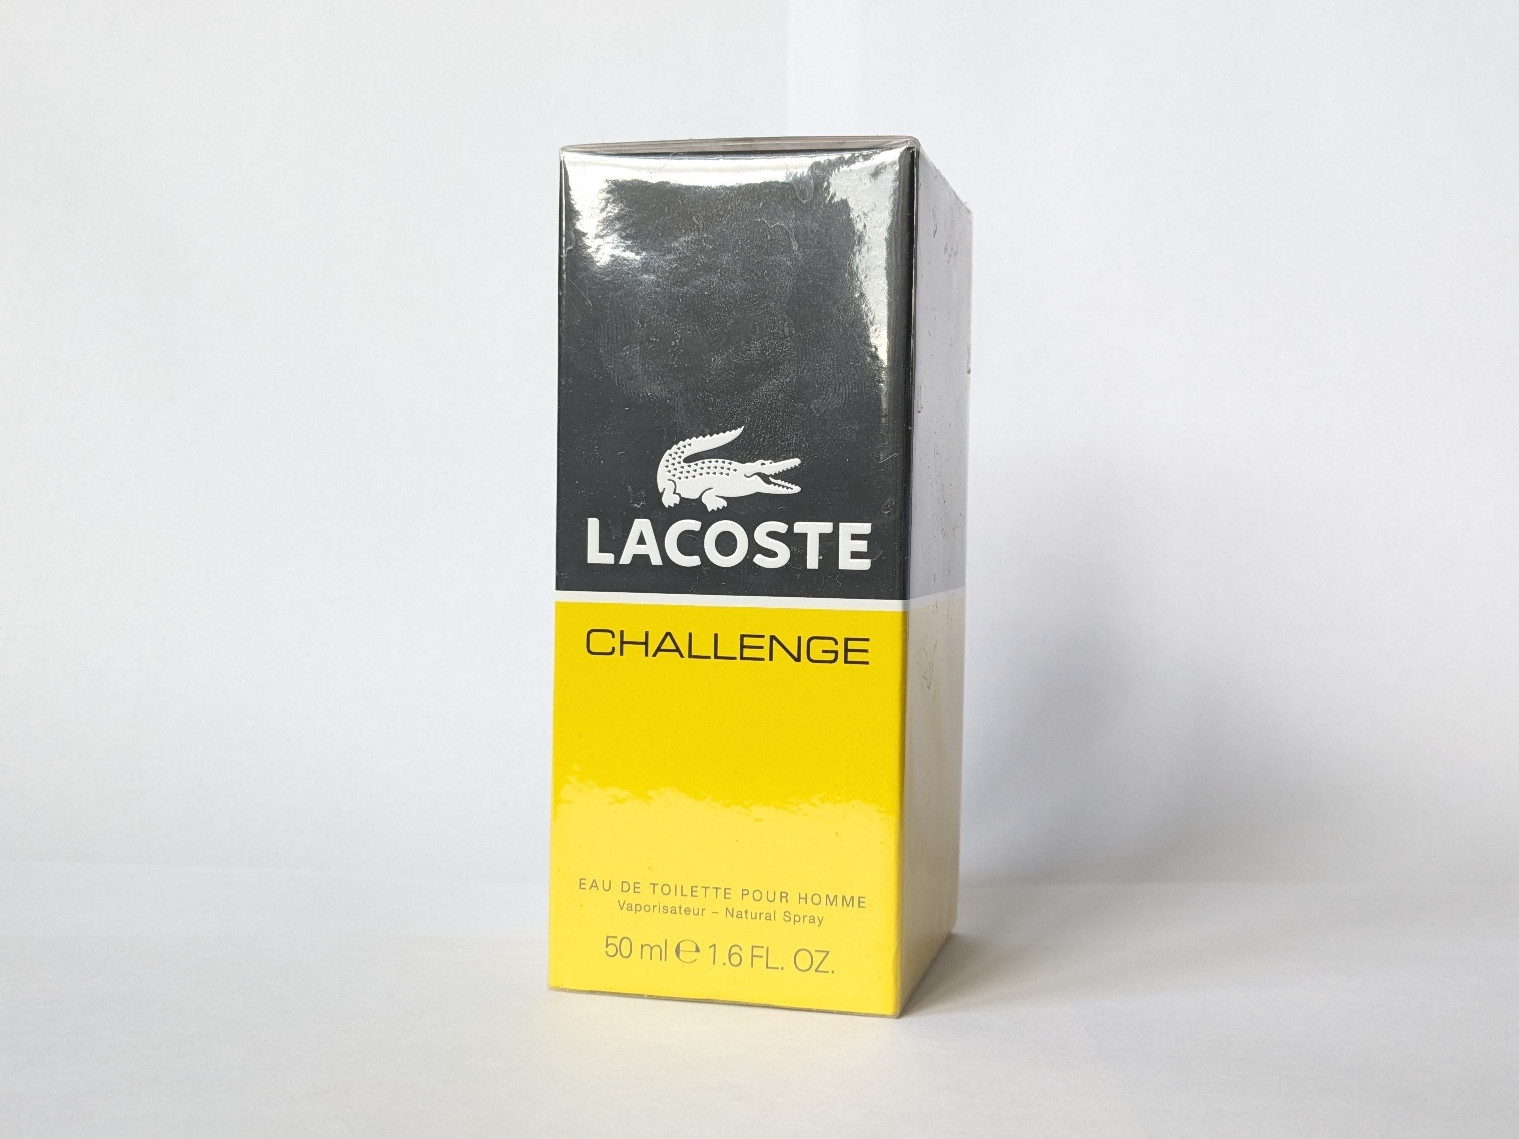 LACOSTE
CHALLENGE
EAU DE TOILETTE POUR HOMME
Vaporisateur – Natural Spray
50 ml ℮ 1.6 FL. OZ.